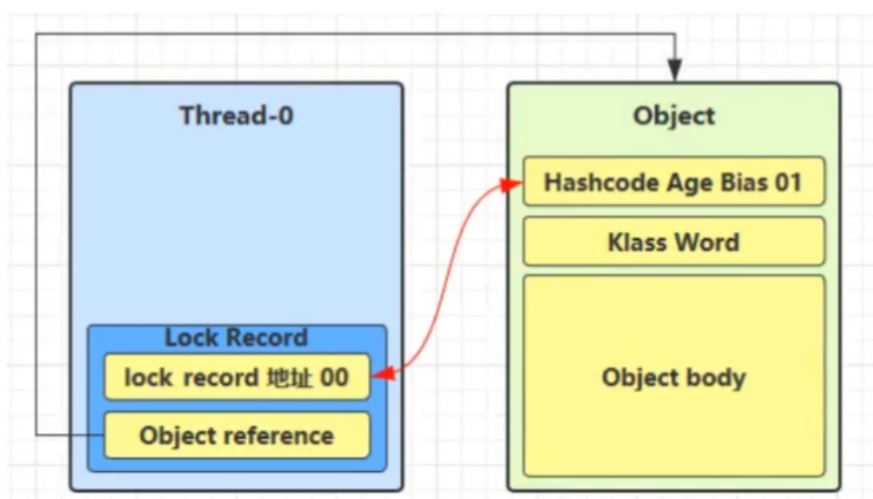 Thread-0
Lock Record
lock record 地址 00
Object reference
Object
Hashcode Age Bias 01
Klass Word
Object body